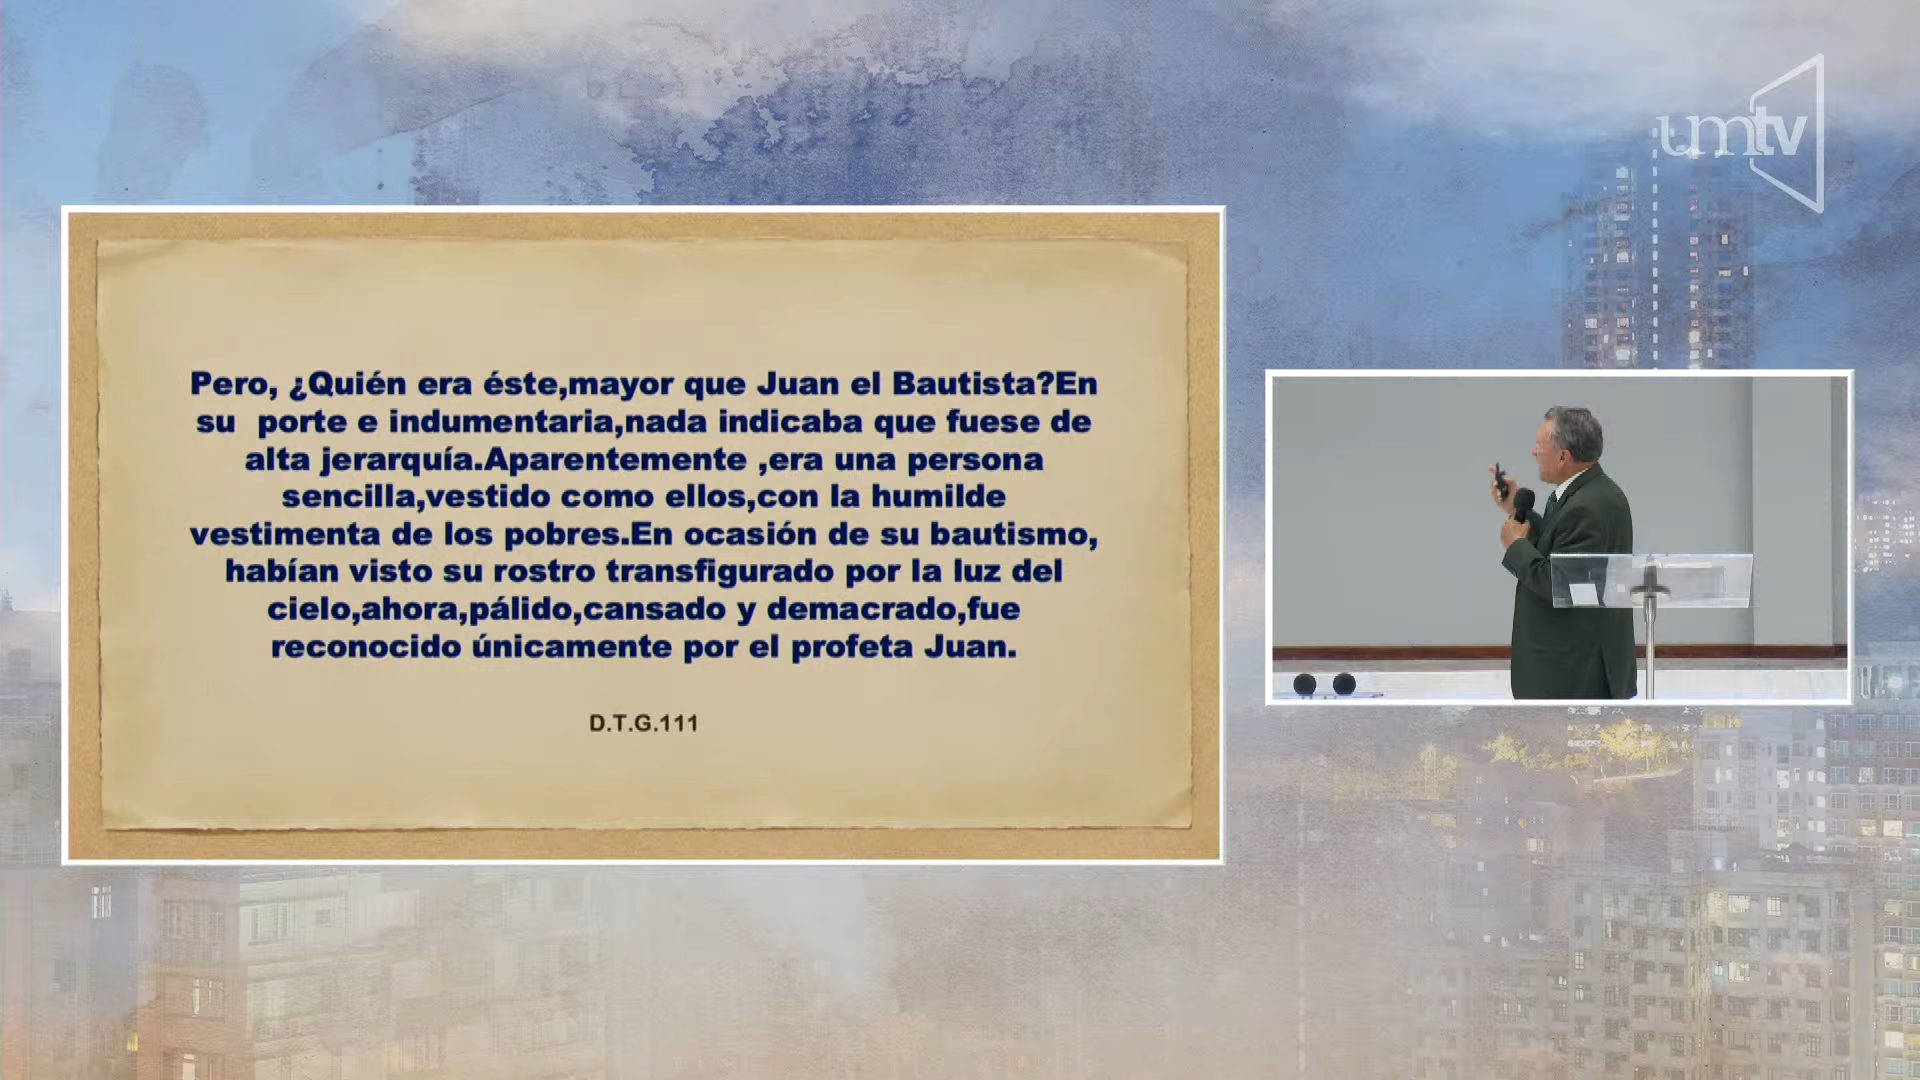 umtv
Pero, ¿Quién era éste,mayor que Juan el Bautista?En
su  porte e indumentaria,nada indicaba que fuese de
alta jerarquía.Aparentemente ,era una persona
sencilla,vestido como ellos,con la humilde
vestimenta de los pobres.En ocasión de su bautismo,
habían visto su rostro transfigurado por la luz del
cielo,ahora,pálido,cansado y demacrado,fue
reconocido únicamente por el profeta Juan.
D.T.G.111